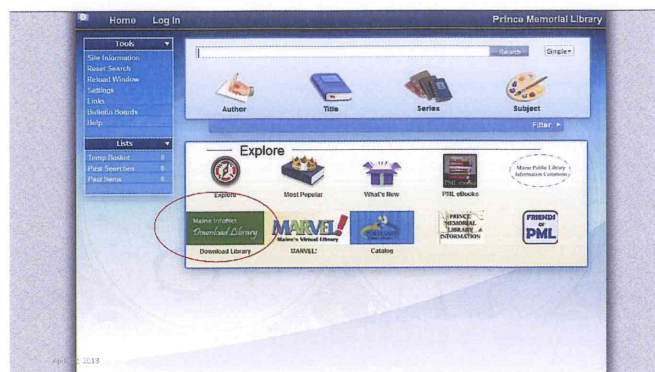 Home Log In
Prince Memorial Library
Tools
Site Information
Reset Search
Reload Window
Settings
Links
Bulletin Boards
Help
Lists
Temp Basket 0
Past Searches 0
Past Items 0
Search
Simple
Author
Title
Series
Subject
Filter
Explore
Explore
Most Popular
What's New
PML eBooks
PML eBooks
Maine Public Library
Information Commons
Maine InfoNet
Download Library
Download Library
MARVEL!
Maine's Virtual Library
MARVEL!
Catalog
PRINCE
MEMORIAL
LIBRARY
INFORMATION
FRIENDS
OF
PML
2013